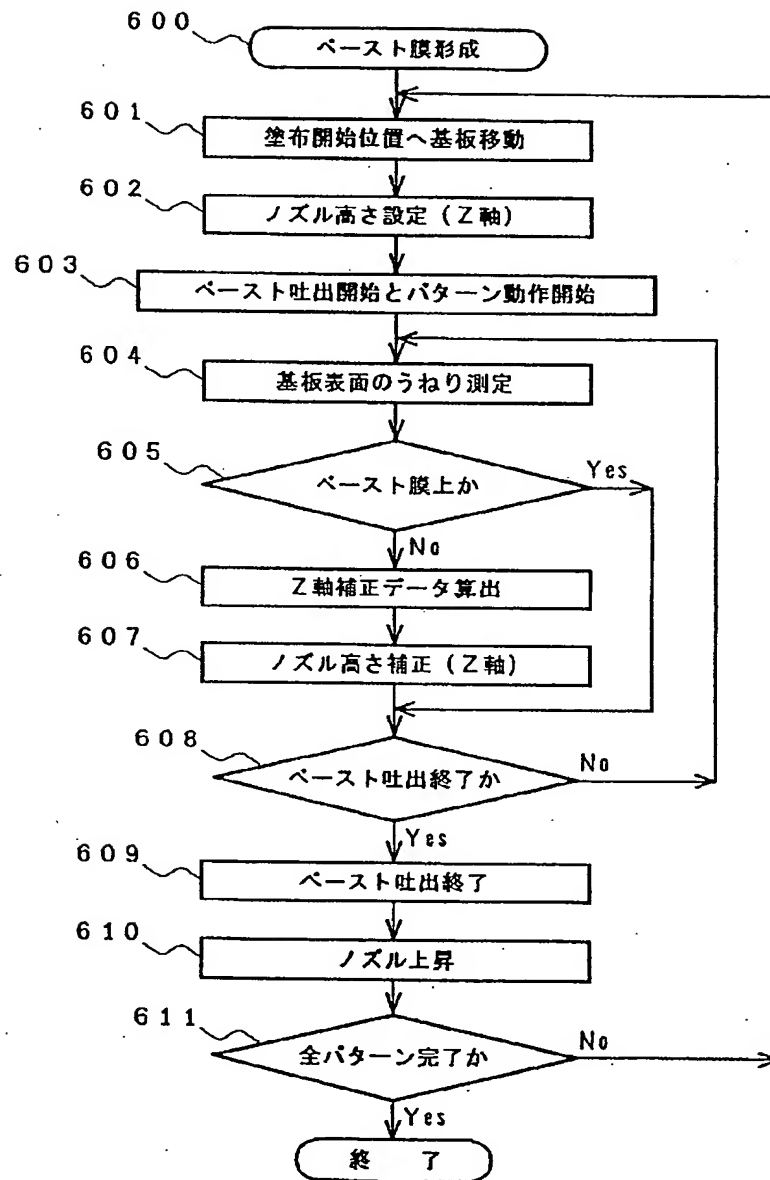 600
ペースト膜形成
601
塗布開始位置へ基板移動
602
ノズル高さ設定(Z軸)
603
ペースト吐出開始とパターン動作開始
604
基板表面のうねり測定
605
ペースト膜上か
Yes
No
606
Z軸補正データ算出
607
ノズル高さ補正(Z軸)
608
ペースト吐出終了か
No
Yes
609
ペースト吐出終了
610
ノズル上昇
611
全パターン完了か
No
Yes
終 了